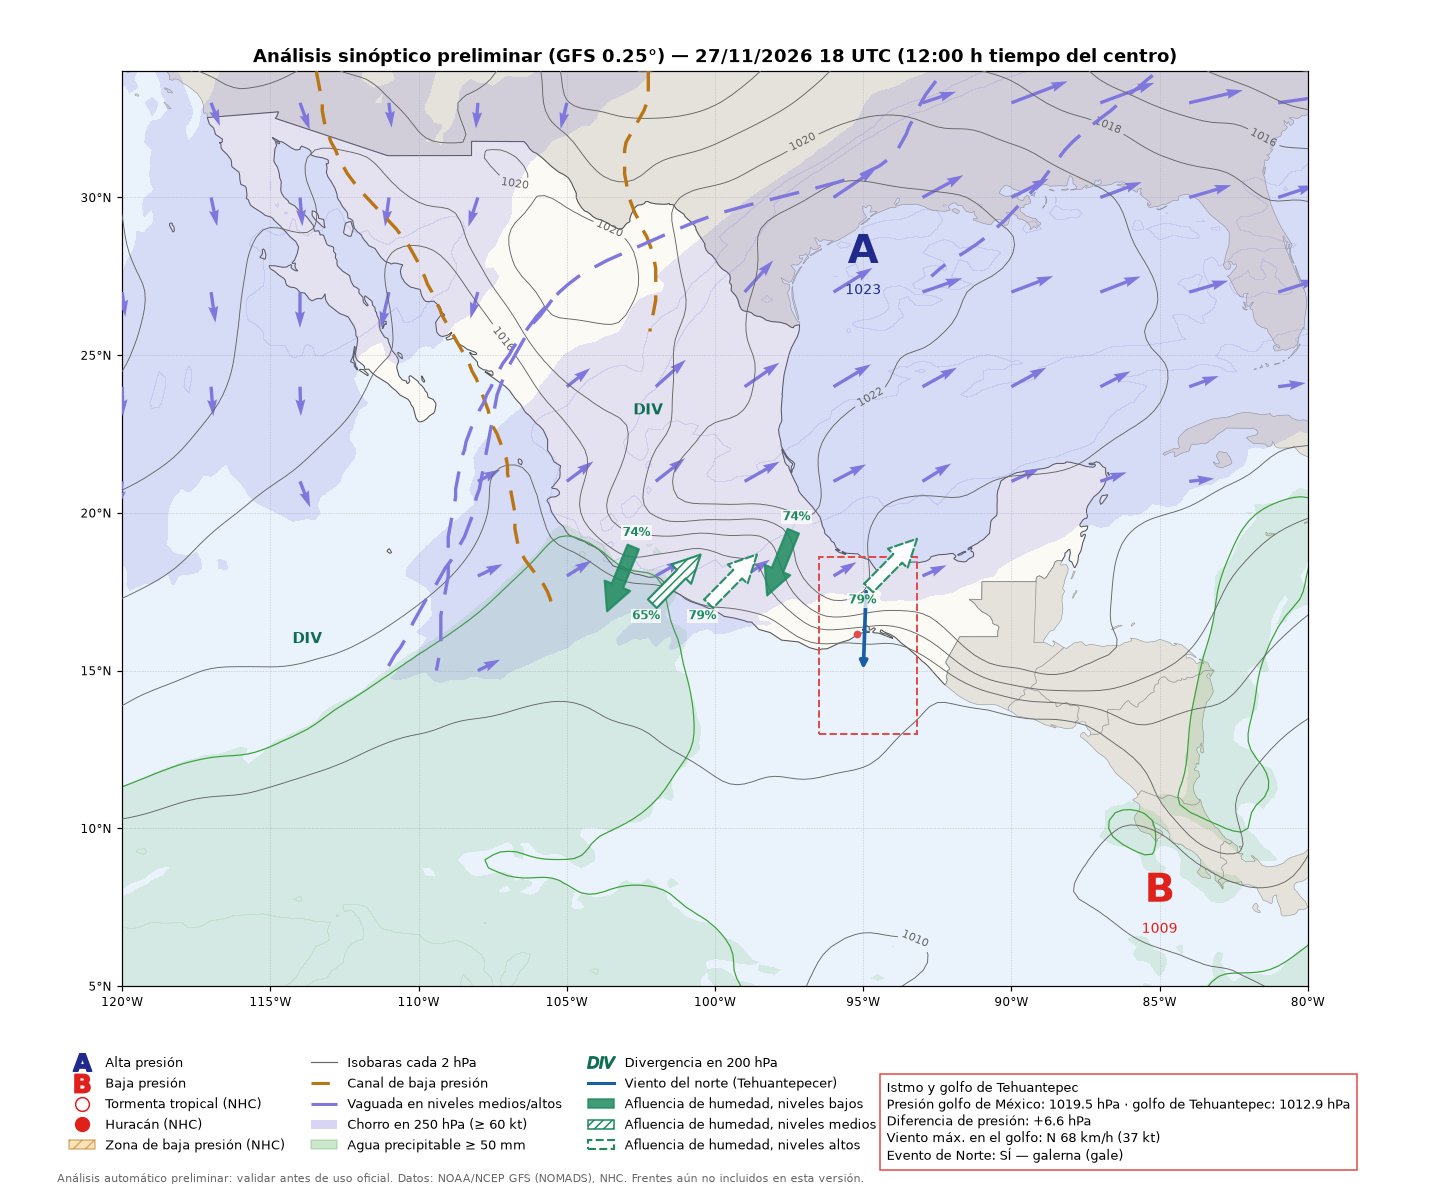 Análisis sinóptico preliminar (GFS 0.25°) — 27/11/2026 18 UTC (12:00 h tiempo del centro)
1018
1016
1020
1020
1020
30°N
A
1023
1016
25°N
1022
DIV
20°N
74%
74%
65%
79%
79%
DIV
15°N
10°N
B
1009
1010
5°N
120°W
115°W
110°W
105°W
100°W
95°W
90°W
85°W
80°W
A Alta presión
B Baja presión
Tormenta tropical (NHC)
Huracán (NHC)
Zona de baja presión (NHC)
Isobaras cada 2 hPa
Canal de baja presión
Vaguada en niveles medios/altos
Chorro en 250 hPa (≥ 60 kt)
Agua precipitable ≥ 50 mm
DIV Divergencia en 200 hPa
Viento del norte (Tehuantepecer)
Afluencia de humedad, niveles bajos
Afluencia de humedad, niveles medios
Afluencia de humedad, niveles altos
Istmo y golfo de Tehuantepec
Presión golfo de México: 1019.5 hPa · golfo de Tehuantepec: 1012.9 hPa
Diferencia de presión: +6.6 hPa
Viento máx. en el golfo: N 68 km/h (37 kt)
Evento de Norte: SÍ — galerna (gale)
Análisis automático preliminar: validar antes de uso oficial. Datos: NOAA/NCEP GFS (NOMADS), NHC. Frentes aún no incluidos en esta versión.